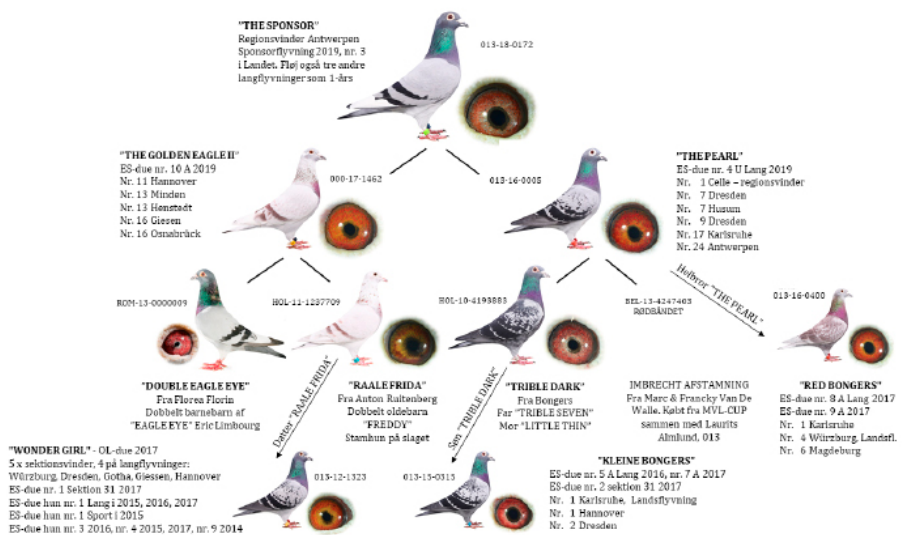 "THE SPONSOR"
Regionsvinder Antwerpen
Sponsorflyvning 2019, nr. 3
i Landet. Fløj også tre andre
langflyvninger som 1-års
013-18-0172
"THE GOLDEN EAGLE II"
ES-due nr. 10 A 2019
Nr. 11 Hannover
Nr. 13 Minden
Nr. 13 Hønstedt
Nr. 16 Giesen
Nr. 16 Osnabrück
000-17-1462
013-16-0005
"THE PEARL"
ES-due nr. 4 U Lang 2019
Nr. 1 Celle – regionsvinder
Nr. 7 Dresden
Nr. 7 Husum
Nr. 9 Dresden
Nr. 17 Karlsruhe
Nr. 24 Antwerpen
Helbror "THE PEARL"
ROM-13-0000009
HOL-11-1237709
HOL-10-4193883
BEL-13-4247403
RØDBÅNDET
013-16-0400
"DOUBLE EAGLE EYE"
Fra Florea Florin
Dobbelt barnebarn af
"EAGLE EYE" Eric Limbourg
Datter "RAALE FRIDA"
"RAALE FRIDA"
Fra Anton Ruitenberg
Dobbelt oldebarn
"FREDDY"
Stamhun på slaget
Søn "TRIBLE DARK"
"TRIBLE DARK"
Fra Bongers
Far "TRIBLE SEVEN"
Mor "LITTLE THIN"
IMBRECHT AFSTAMNING
Fra Marc & Francky Van De
Walle. Købt fra MVL-CUP
sammen med Laurits
Almlund, 013
"RED BONGERS"
ES-due nr. 8 A Lang 2017
ES-due nr. 9 A 2017
Nr. 1 Karlsruhe
Nr. 4 Würzburg, Landsfl.
Nr. 6 Magdeburg
"WONDER GIRL" - OL-due 2017
5 x sektionsvinder, 4 på langflyvninger:
Würzburg, Dresden, Gotha, Giessen, Hannover
ES-due nr. 1 Sektion 31 2017
ES-due hun nr. 1 Lang i 2015, 2016, 2017
ES-due hun nr. 1 Sport i 2015
ES-due hun nr. 3 2016, nr. 4 2015, 2017, nr. 9 2014
013-12-1323
013-15-0315
"KLEINE BONGERS"
ES-due nr. 5 A Lang 2016, nr. 7 A 2017
ES-due nr. 2 sektion 31 2017
Nr. 1 Karlsruhe, Landsflyvning
Nr. 1 Hannover
Nr. 2 Dresden